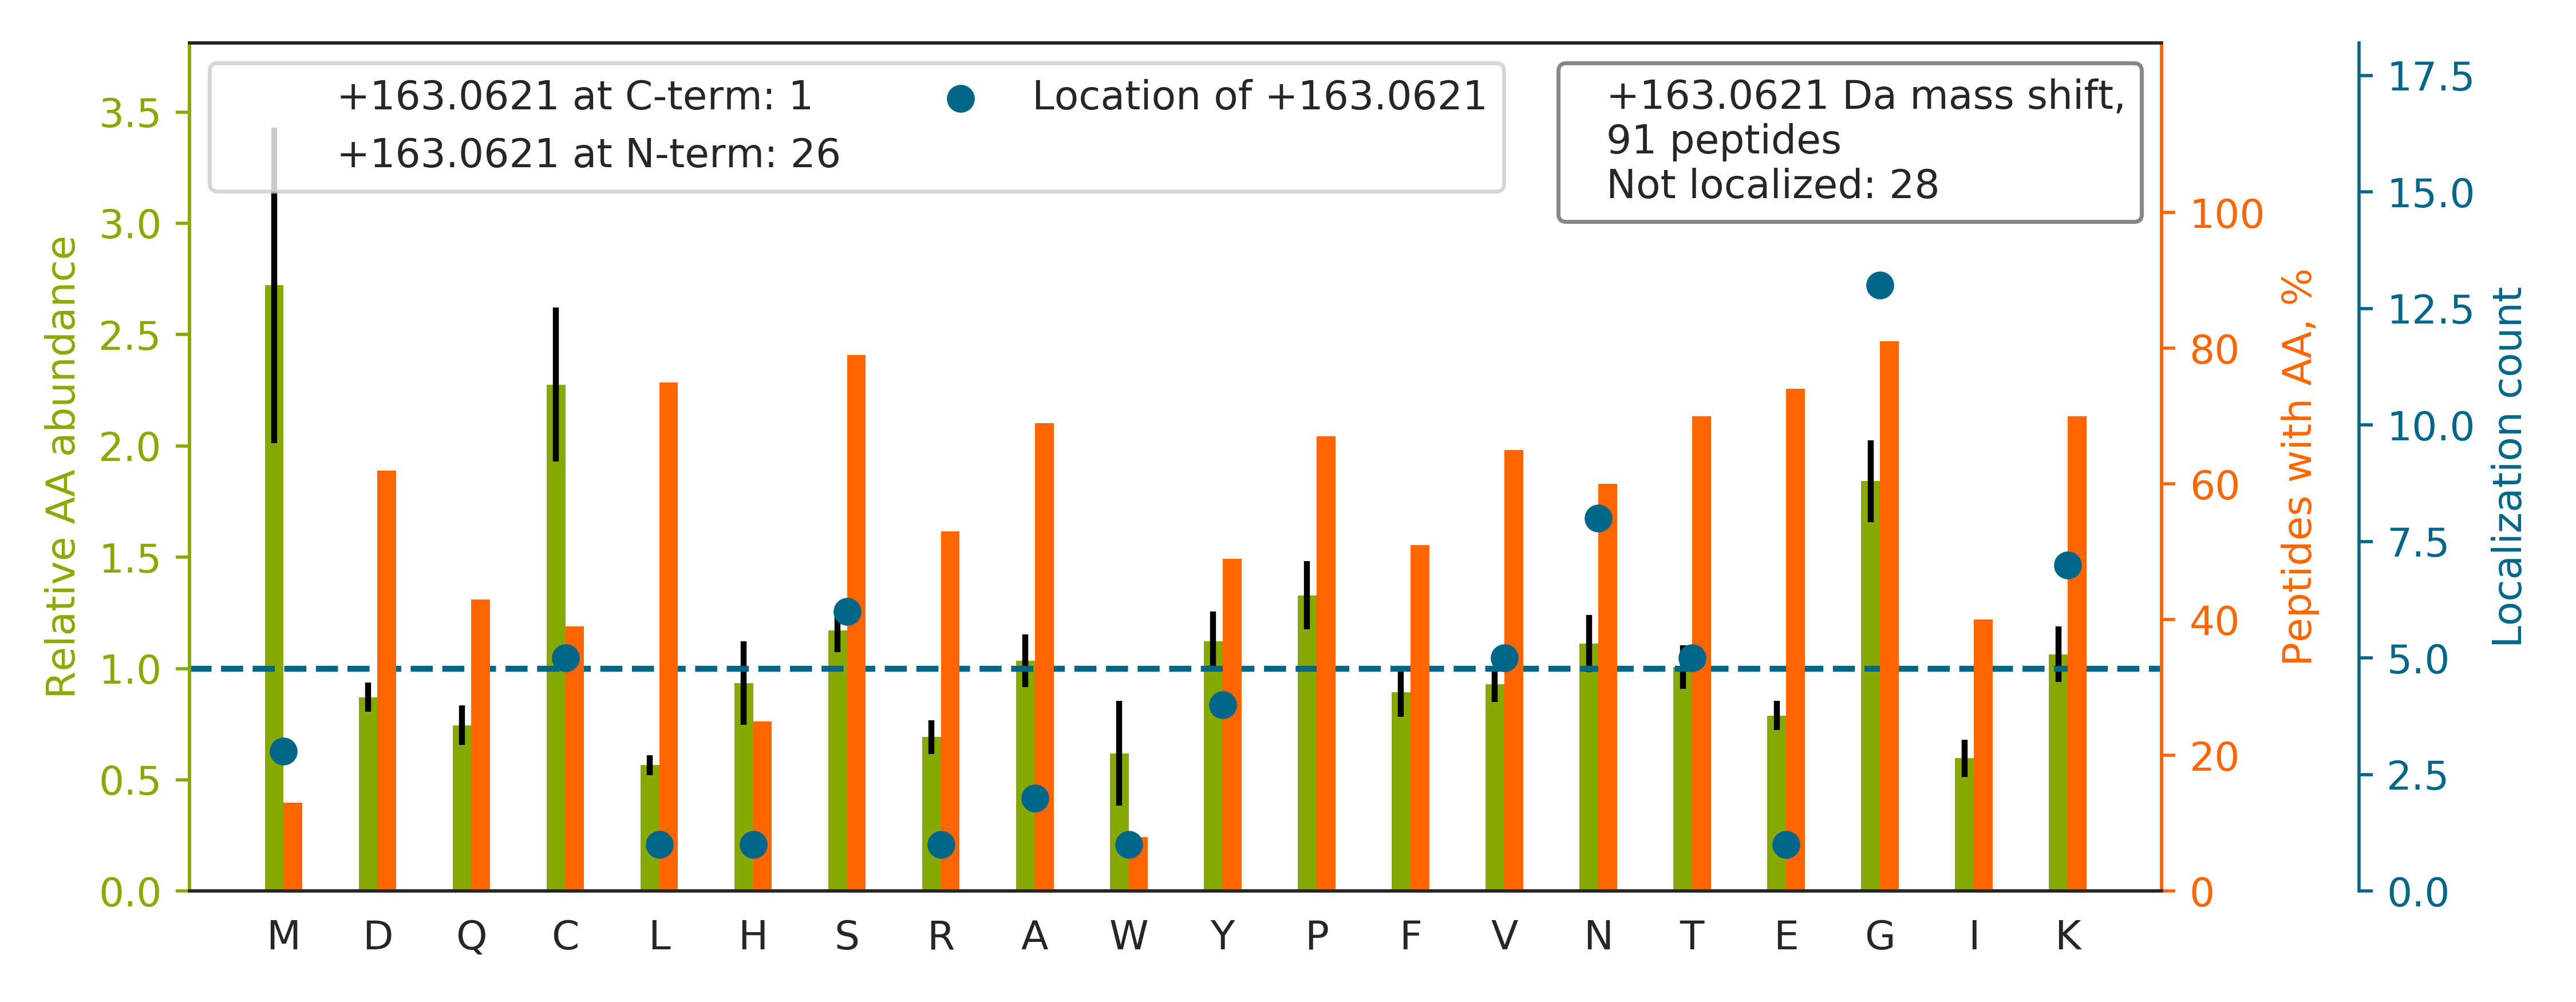 +163.0621 at C-term: 1
+163.0621 at N-term: 26
Location of +163.0621
+163.0621 Da mass shift,
91 peptides
Not localized: 28
Relative AA abundance
3.5
3.0
2.5
2.0
1.5
1.0
0.5
0.0
M D Q C L H S R A W Y P F V N T E G I K
100
80
60
40
20
0
Peptides with AA, %
17.5
15.0
12.5
10.0
7.5
5.0
2.5
0.0
Localization count